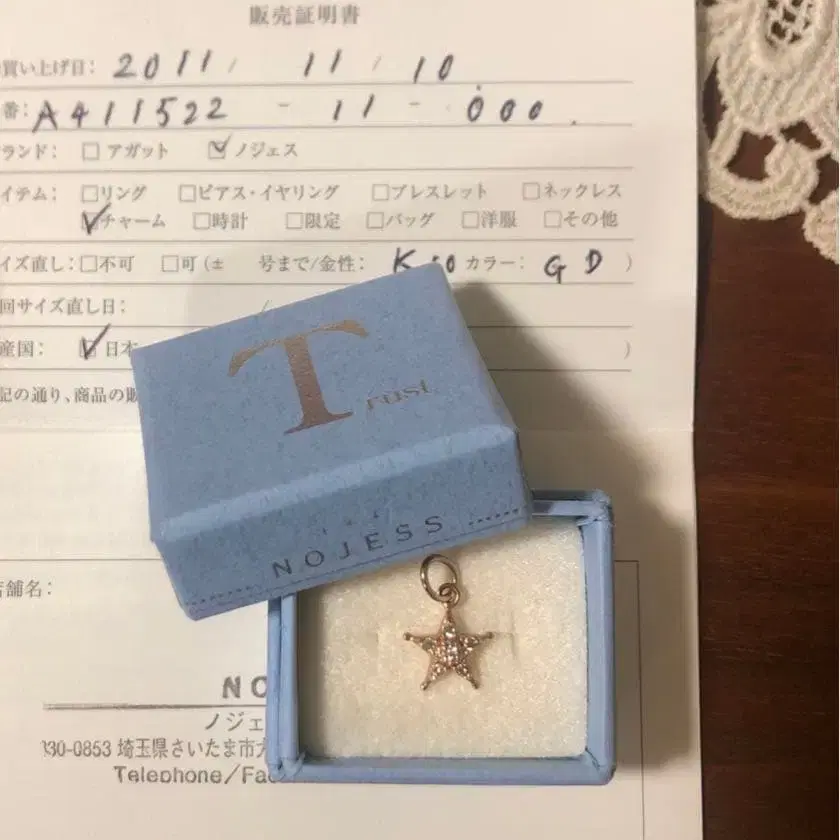 販売証明書
買い上げ日: 2011/ 11 / 10
番: A411522 - 11 - 000.
ランド: □ アガット ☑ ノジェス
イテム: □リング □ピアス・イヤリング □ブレスレット □ネックレス
☑チャーム □時計 □限定 □バッグ □洋服 □その他
イズ直し: □不可 □可 (± 号まで/金性: K10 カラー: GD )
回サイズ直し日: /
産国: ☑ 日本 )
記の通り、商品の販
Trust
NOJESS
店舗名:
NO
ノジェ
330-0853 埼玉県さいたま市大
Telephone/Fac